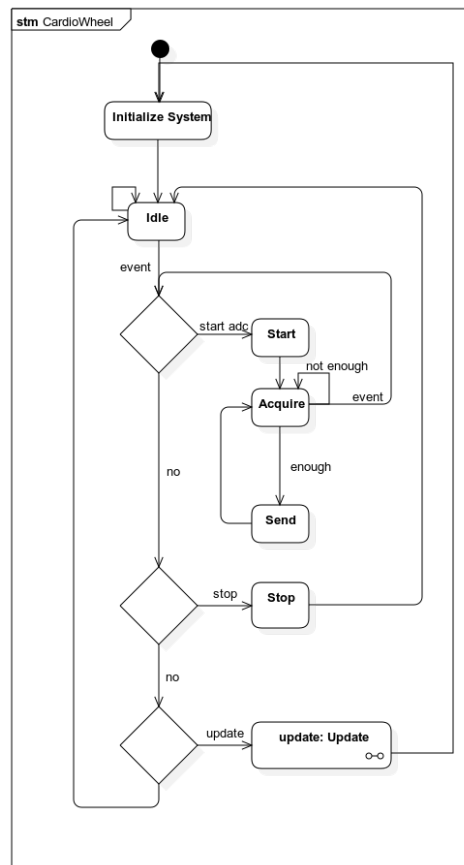 stm CardioWheel
Initialize System
Idle
event
start adc
Start
not enough
Acquire
event
enough
no
Send
stop
Stop
no
update
update: Update